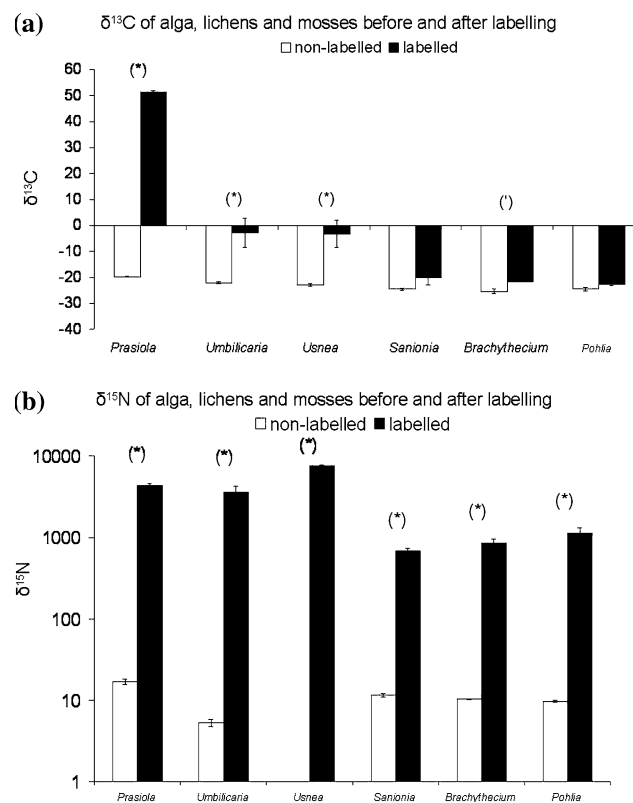 (a) δ¹³C of alga, lichens and mosses before and after labelling
non-labelled labelled
(*)
60
50
40
30
20
10
0
-10
-20
-30
-40
δ¹³C
(*) (*) (')
Prasiola Umbilicaria Usnea Sanionia Brachythecium Pohlia
(b) δ¹⁵N of alga, lichens and mosses before and after labelling
non-labelled labelled
(*) (*) (*) (*) (*) (*)
10000
1000
100
10
1
δ¹⁵N
Prasiola Umbilicaria Usnea Sanionia Brachythecium Pohlia